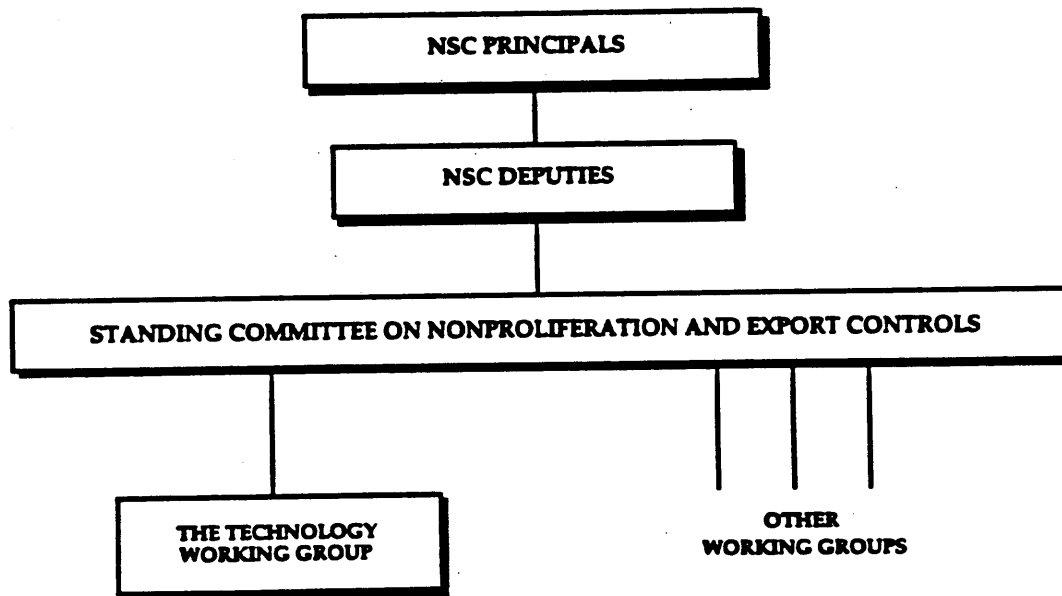 NSC PRINCIPALS
NSC DEPUTIES
STANDING COMMITTEE ON NONPROLIFERATION AND EXPORT CONTROLS
THE TECHNOLOGY
WORKING GROUP
OTHER
WORKING GROUPS